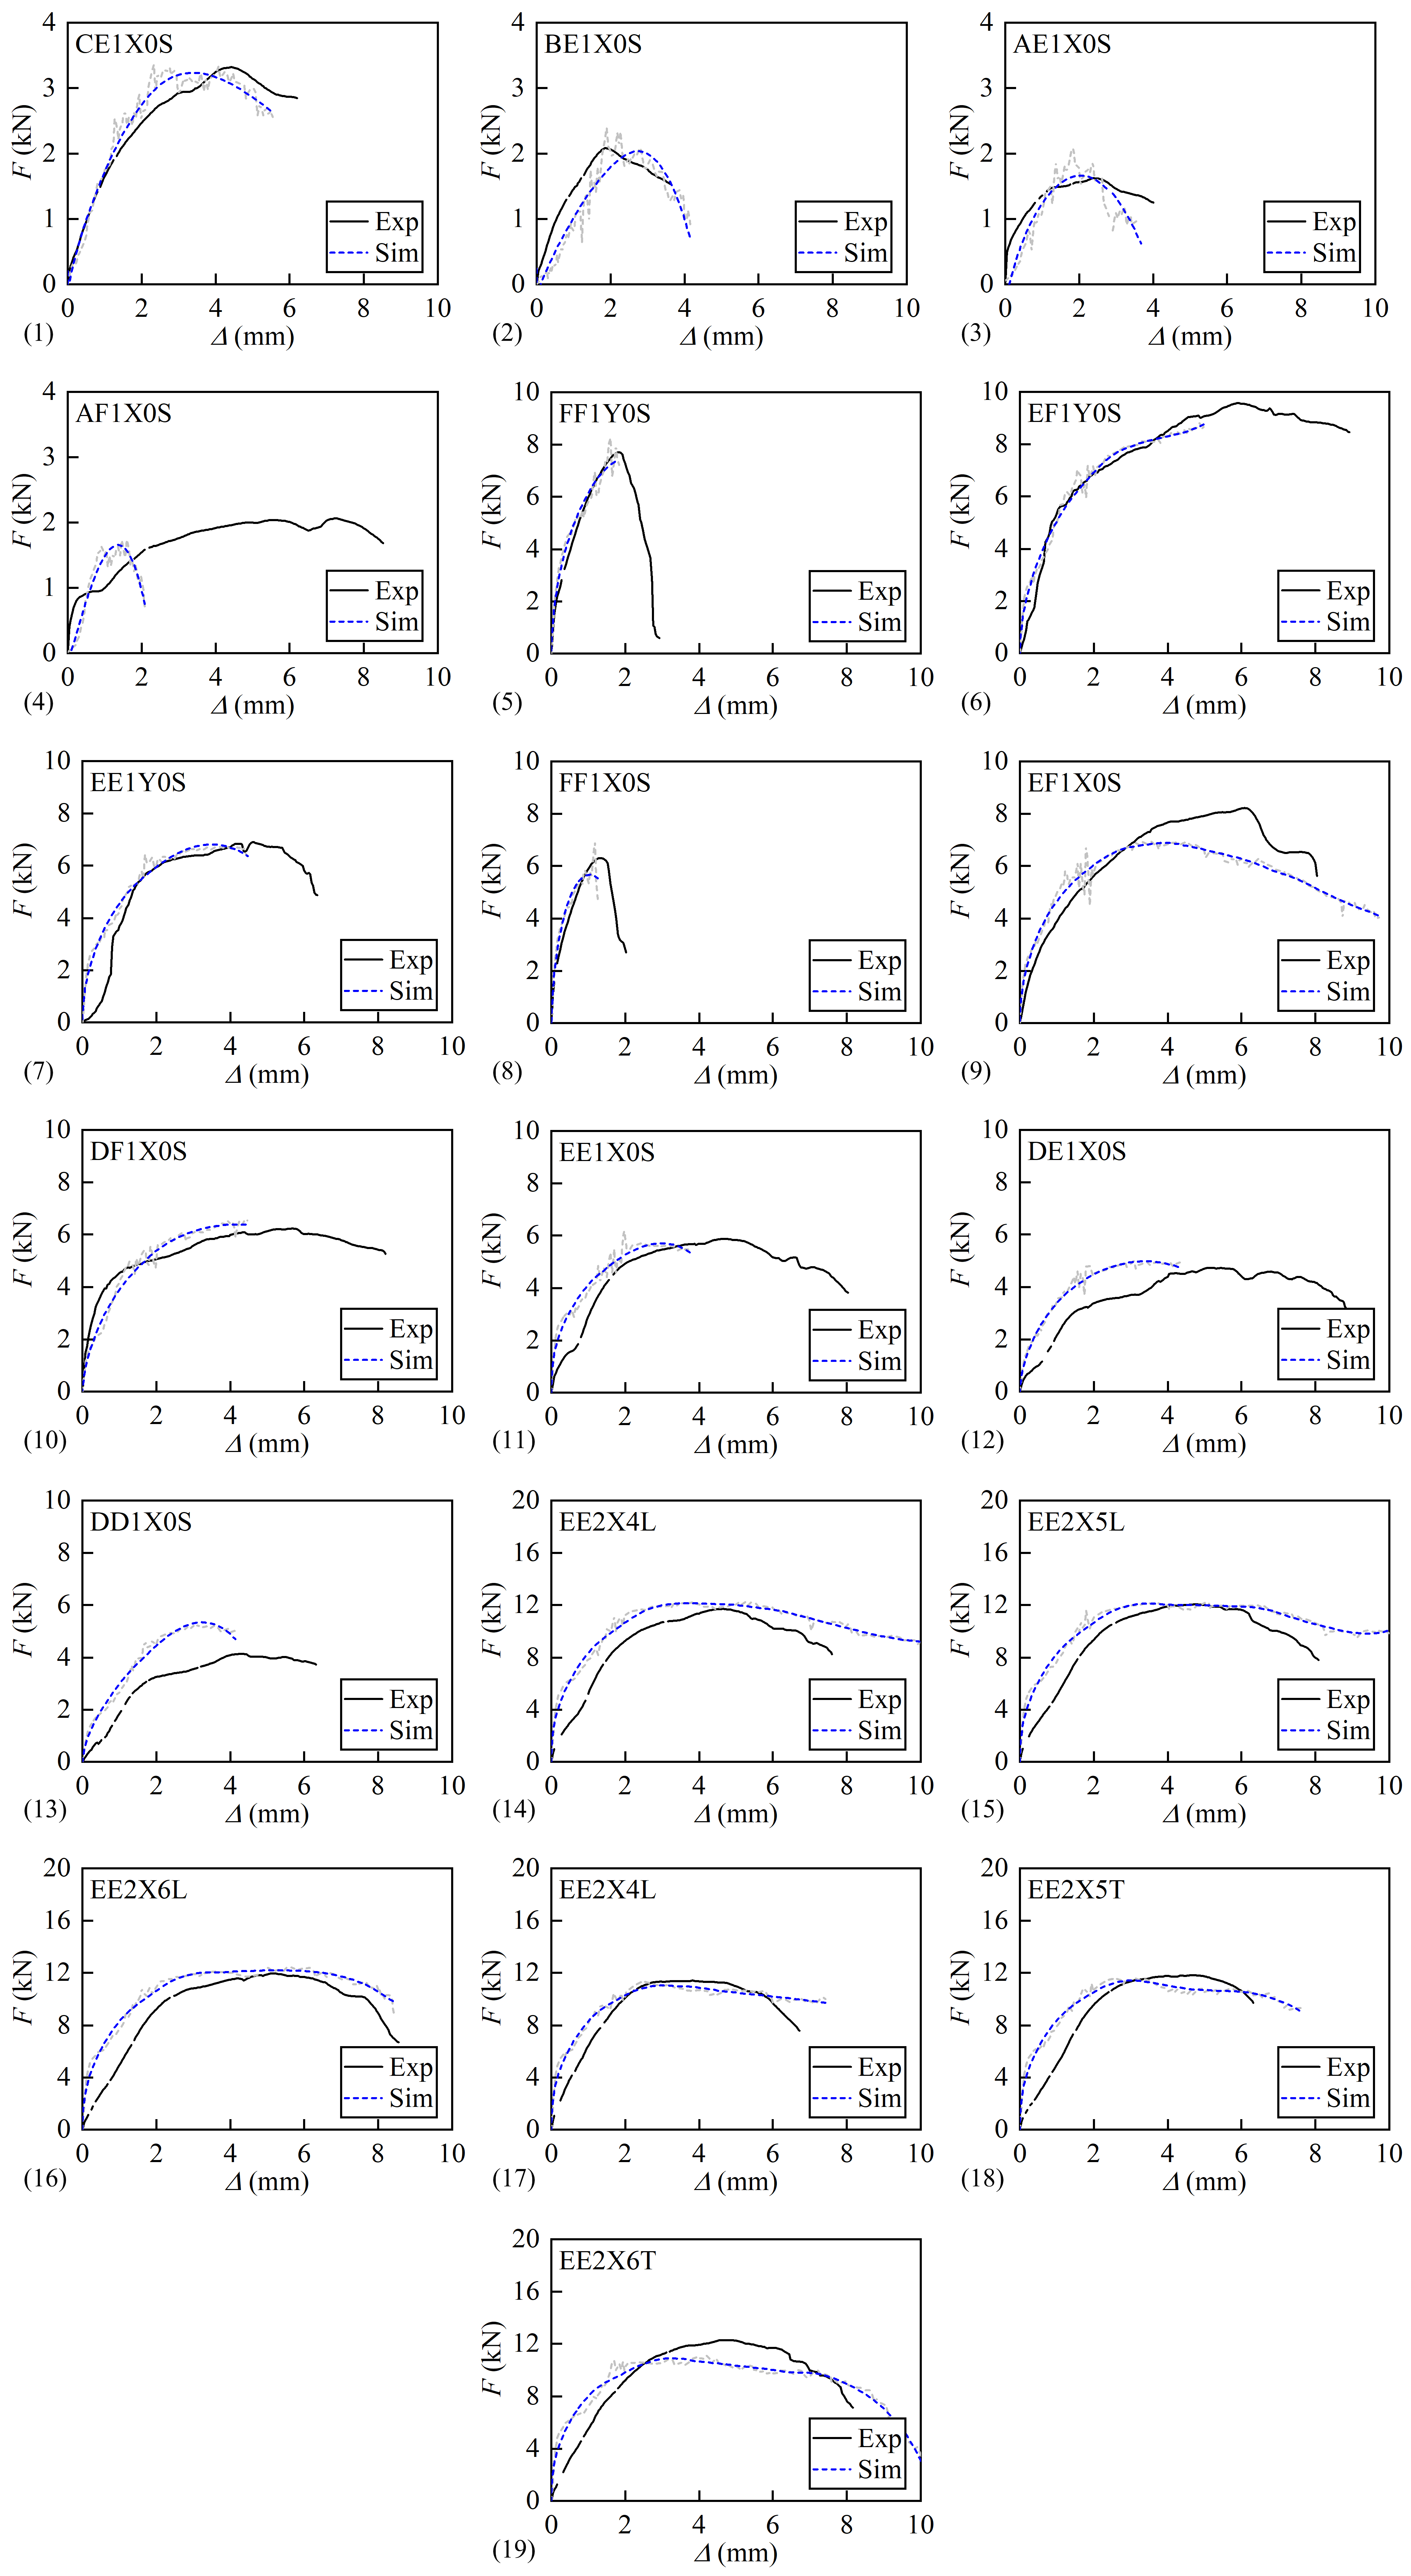 CE1X0S
F (kN)
4
3
2
1
0
0 2 4 6 8 10
Δ (mm)
Exp
Sim
(1)
BE1X0S
F (kN)
4
3
2
1
0
0 2 4 6 8 10
Δ (mm)
Exp
Sim
(2)
AE1X0S
F (kN)
4
3
2
1
0
0 2 4 6 8 10
Δ (mm)
Exp
Sim
(3)
AF1X0S
F (kN)
4
3
2
1
0
0 2 4 6 8 10
Δ (mm)
Exp
Sim
(4)
FF1Y0S
F (kN)
10
8
6
4
2
0
0 2 4 6 8 10
Δ (mm)
Exp
Sim
(5)
EF1Y0S
F (kN)
10
8
6
4
2
0
0 2 4 6 8 10
Δ (mm)
Exp
Sim
(6)
EE1Y0S
F (kN)
10
8
6
4
2
0
0 2 4 6 8 10
Δ (mm)
Exp
Sim
(7)
FF1X0S
F (kN)
10
8
6
4
2
0
0 2 4 6 8 10
Δ (mm)
Exp
Sim
(8)
EF1X0S
F (kN)
10
8
6
4
2
0
0 2 4 6 8 10
Δ (mm)
Exp
Sim
(9)
DF1X0S
F (kN)
10
8
6
4
2
0
0 2 4 6 8 10
Δ (mm)
Exp
Sim
(10)
EE1X0S
F (kN)
10
8
6
4
2
0
0 2 4 6 8 10
Δ (mm)
Exp
Sim
(11)
DE1X0S
F (kN)
10
8
6
4
2
0
0 2 4 6 8 10
Δ (mm)
Exp
Sim
(12)
DD1X0S
F (kN)
10
8
6
4
2
0
0 2 4 6 8 10
Δ (mm)
Exp
Sim
(13)
EE2X4L
F (kN)
20
16
12
8
4
0
0 2 4 6 8 10
Δ (mm)
Exp
Sim
(14)
EE2X5L
F (kN)
20
16
12
8
4
0
0 2 4 6 8 10
Δ (mm)
Exp
Sim
(15)
EE2X6L
F (kN)
20
16
12
8
4
0
0 2 4 6 8 10
Δ (mm)
Exp
Sim
(16)
EE2X4L
F (kN)
20
16
12
8
4
0
0 2 4 6 8 10
Δ (mm)
Exp
Sim
(17)
EE2X5T
F (kN)
20
16
12
8
4
0
0 2 4 6 8 10
Δ (mm)
Exp
Sim
(18)
EE2X6T
F (kN)
20
16
12
8
4
0
0 2 4 6 8 10
Δ (mm)
Exp
Sim
(19)